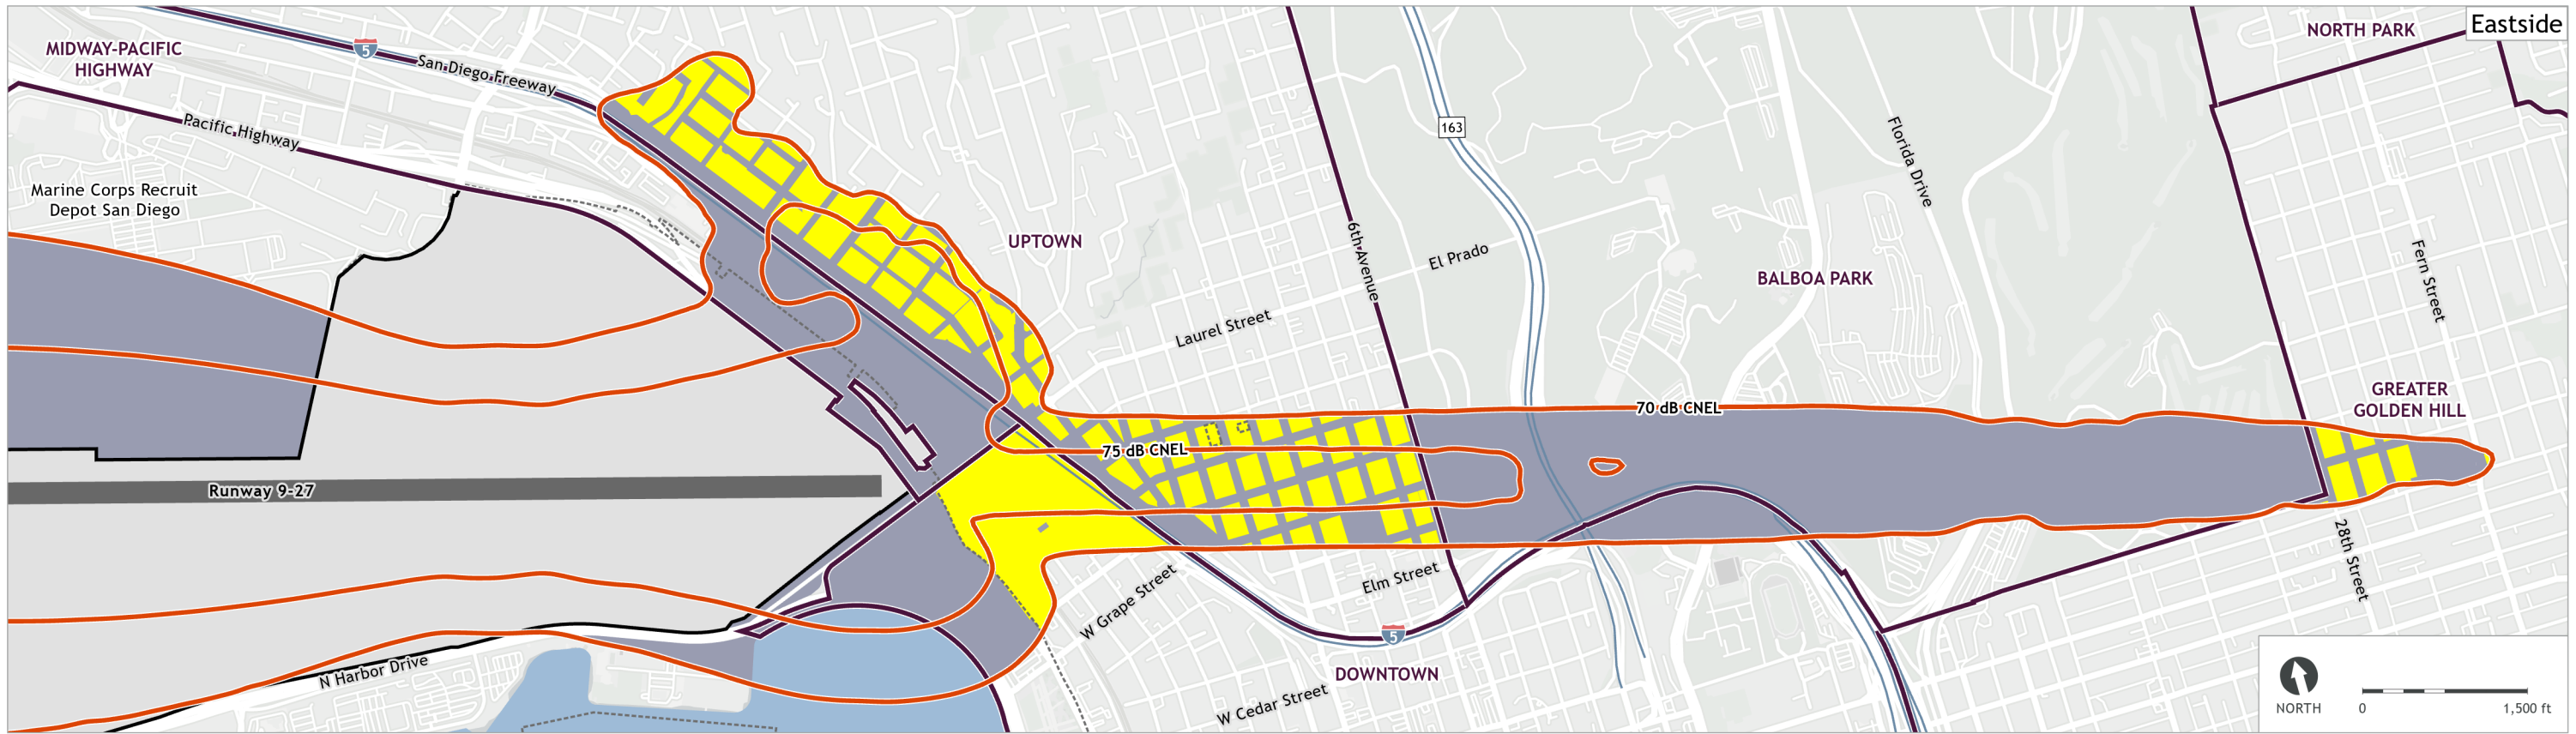 Eastside
MIDWAY-PACIFIC
HIGHWAY
5
San Diego Freeway
NORTH PARK
Pacific Highway
163
Florida Drive
Marine Corps Recruit
Depot San Diego
UPTOWN
6th Avenue
El Prado
BALBOA PARK
Fern Street
Laurel Street
GREATER
GOLDEN HILL
70 dB CNEL
75 dB CNEL
Runway 9-27
28th Street
Elm Street
W Grape Street
5
N Harbor Drive
DOWNTOWN
W Cedar Street
NORTH
0
1,500 ft